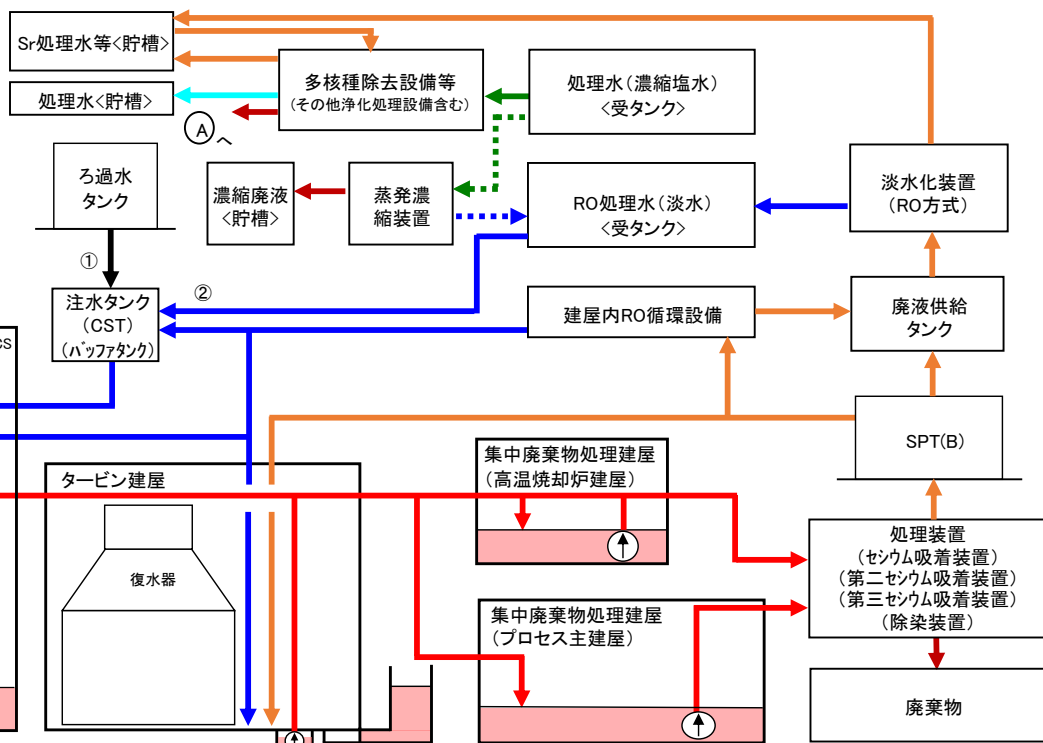 Sr処理水等<貯槽>
処理水<貯槽>
多核種除去設備等
(その他浄化処理設備含む)
処理水(濃縮塩水)
<受タンク>
Aへ
ろ過水
タンク
濃縮廃液
<貯槽>
蒸発濃
縮装置
RO処理水(淡水)
<受タンク>
淡水化装置
(RO方式)
①
②
注水タンク
(CST)
(バッファタンク)
建屋内RO循環設備
廃液供給
タンク
CS
SPT(B)
タービン建屋
復水器
集中廃棄物処理建屋
(高温焼却炉建屋)
集中廃棄物処理建屋
(プロセス主建屋)
処理装置
(セシウム吸着装置)
(第二セシウム吸着装置)
(第三セシウム吸着装置)
(除染装置)
廃棄物